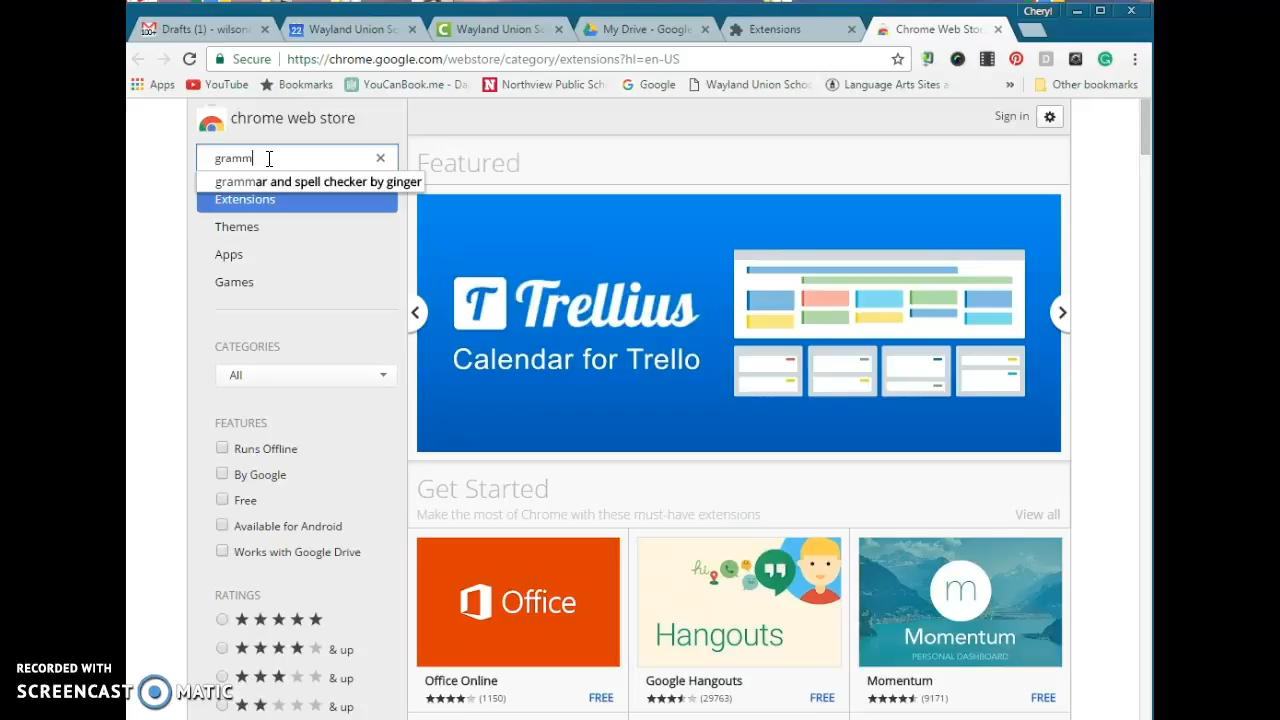 Cheryl
100+
Drafts (1) - wilson
22
Wayland Union Sc
Wayland Union Sc
My Drive - Google
Extensions
Chrome Web Sto
Secure
https://chrome.google.com/webstore/category/extensions?hl=en-US
Apps
YouTube
Bookmarks
YouCanBook.me - Da
Northview Public Sch
Google
Wayland Union Scho
Language Arts Sites a
»
Other bookmarks
chrome web store
Sign in
gramm
grammar and spell checker by ginger
Extensions
Themes
Apps
Games
CATEGORIES
All
FEATURES
Runs Offline
By Google
Free
Available for Android
Works with Google Drive
RATINGS
& up
& up
& up
Featured
T Trellius
Calendar for Trello
Get Started
Make the most of Chrome with these must-have extensions
View all
Office
hi
Hangouts
m
Momentum
PERSONAL DASHBOARD
Office Online
(1150)
FREE
Google Hangouts
(29763)
FREE
Momentum
(9171)
FREE
RECORDED WITH
SCREENCAST MATIC